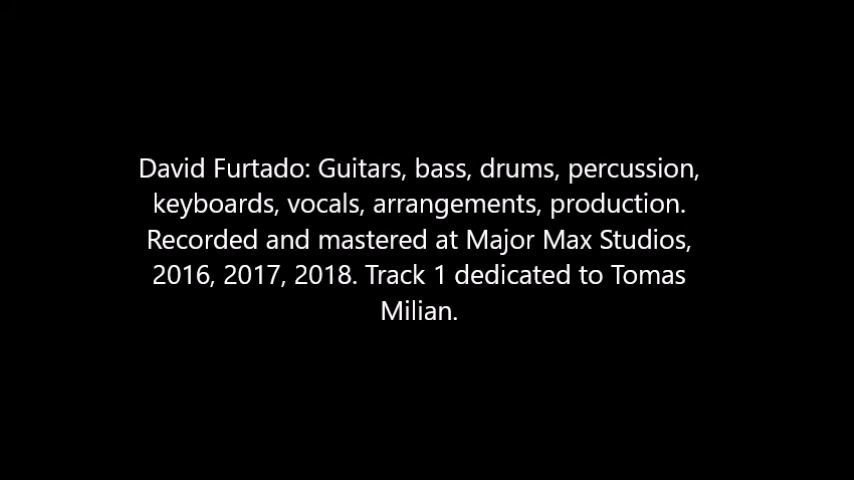 David Furtado: Guitars, bass, drums, percussion,
keyboards, vocals, arrangements, production.
Recorded and mastered at Major Max Studios,
2016, 2017, 2018. Track 1 dedicated to Tomas
Milian.